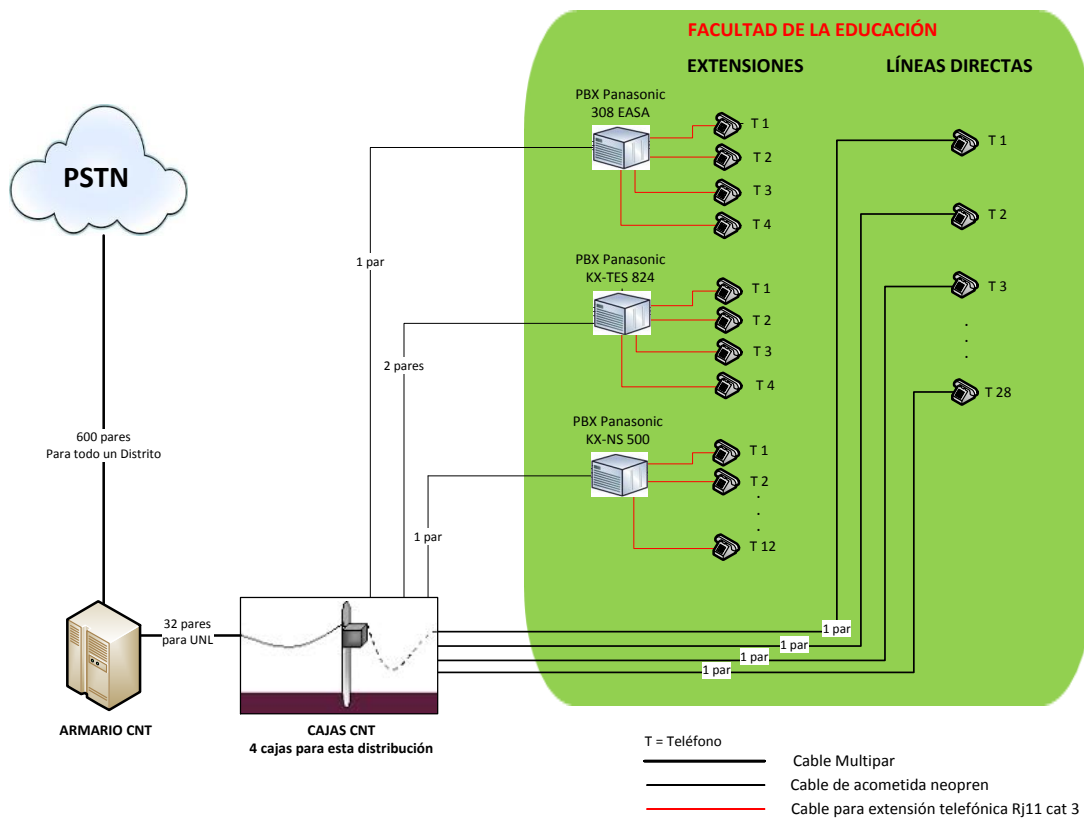 FACULTAD DE LA EDUCACIÓN
EXTENSIONES
LÍNEAS DIRECTAS
PBX Panasonic
308 EASA
T 1
T 2
T 3
T 4
PBX Panasonic
KX-TES 824
T 1
T 2
T 3
T 4
PBX Panasonic
KX-NS 500
T 1
T 2
.
.
.
T 12
T 1
T 2
T 3
.
.
.
T 28
PSTN
600 pares
Para todo un Distrito
1 par
2 pares
1 par
32 pares
para UNL
1 par
1 par
1 par
1 par
ARMARIO CNT
CAJAS CNT
4 cajas para esta distribución
T = Teléfono
Cable Multipar
Cable de acometida neopren
Cable para extensión telefónica Rj11 cat 3